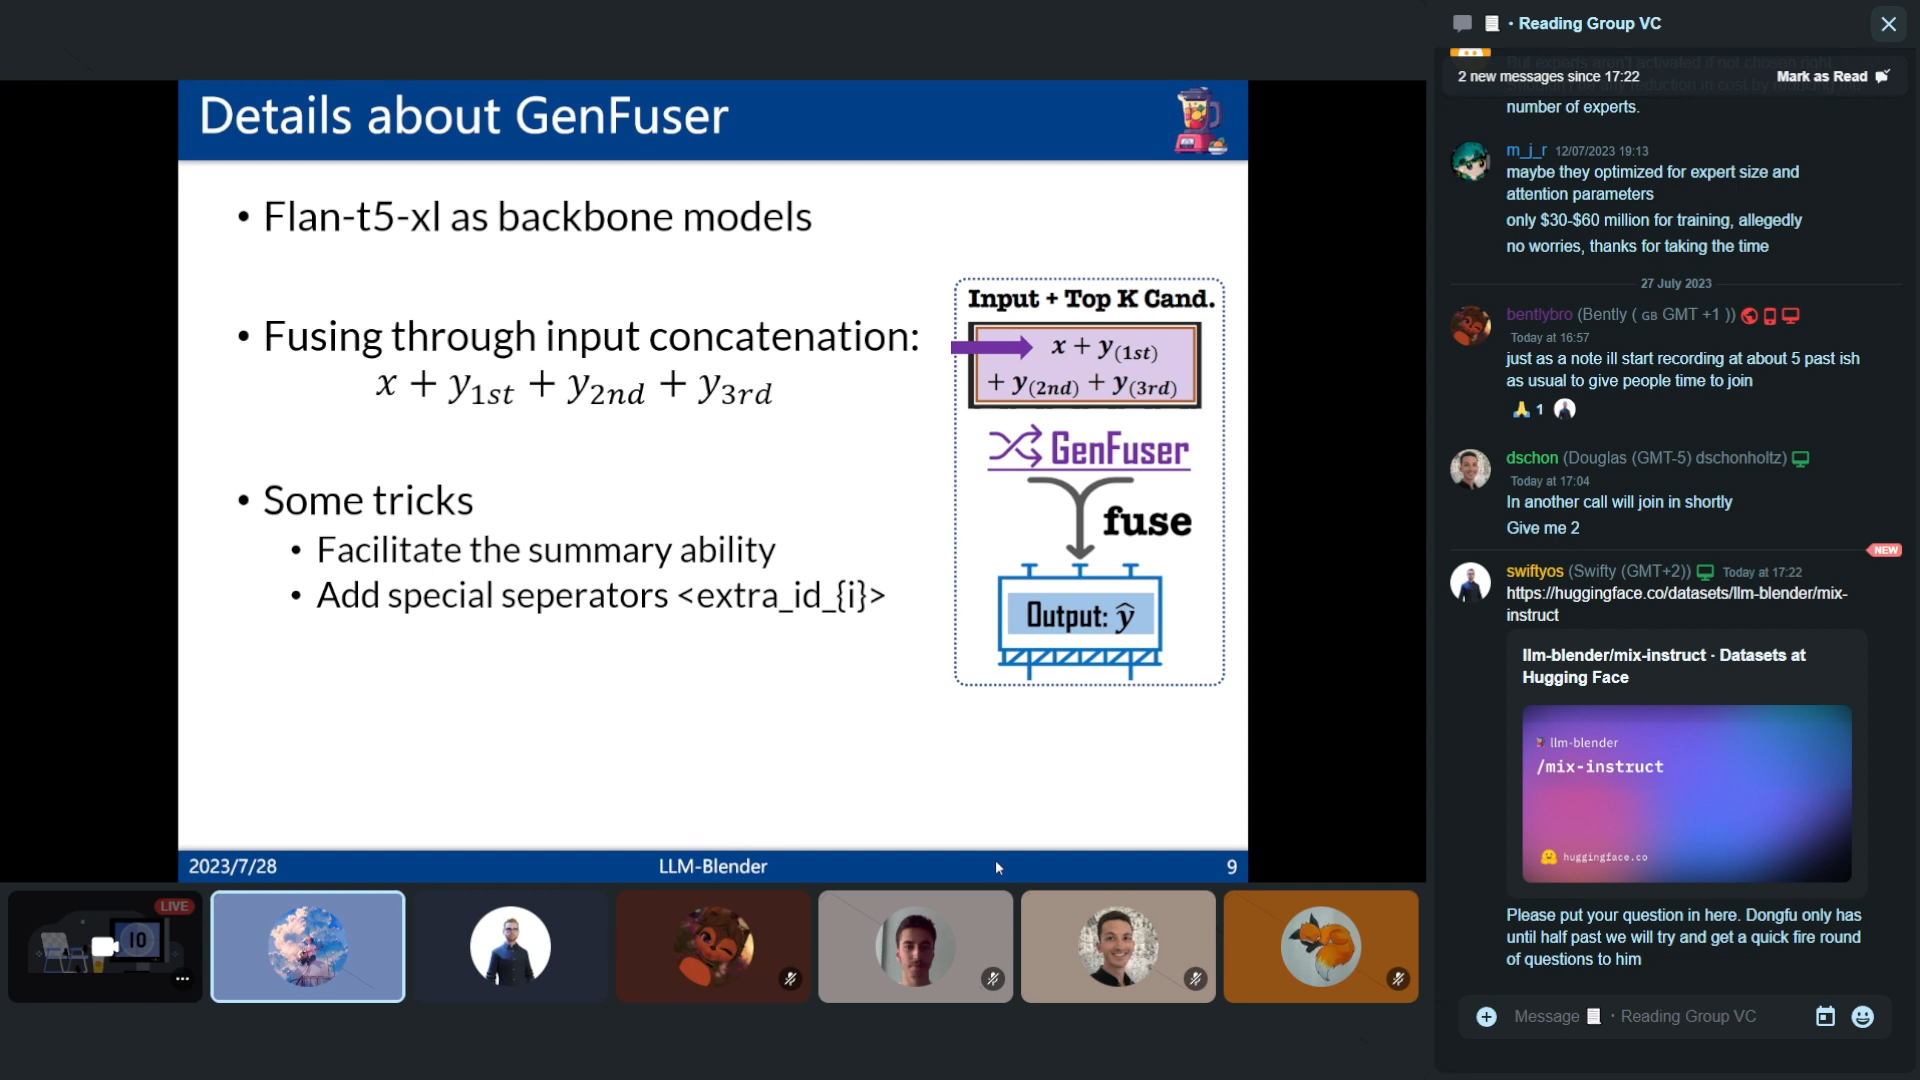 Details about GenFuser
• Flan-t5-xl as backbone models
• Fusing through input concatenation:
x + y1st + y2nd + y3rd
• Some tricks
• Facilitate the summary ability
• Add special seperators <extra_id_{i}>
Input + Top K Cand.
x + y(1st)
+ y(2nd) + y(3rd)
GenFuser
fuse
Output: ŷ
2023/7/28
LLM-Blender
9
LIVE
10
• Reading Group VC
2 new messages since 17:22
Mark as Read
number of experts.
m_j_r 12/07/2023 19:13
maybe they optimized for expert size and
attention parameters
only $30-$60 million for training, allegedly
no worries, thanks for taking the time
27 July 2023
bentlybro (Bently ( GB GMT +1 ))
Today at 16:57
just as a note ill start recording at about 5 past ish
as usual to give people time to join
1
dschon (Douglas (GMT-5) dschonholtz)
Today at 17:04
In another call will join in shortly
Give me 2
NEW
swiftyos (Swifty (GMT+2)) Today at 17:22
https://huggingface.co/datasets/llm-blender/mix-
instruct
llm-blender/mix-instruct · Datasets at
Hugging Face
llm-blender
/mix-instruct
huggingface.co
Please put your question in here. Dongfu only has
until half past we will try and get a quick fire round
of questions to him
Message · Reading Group VC